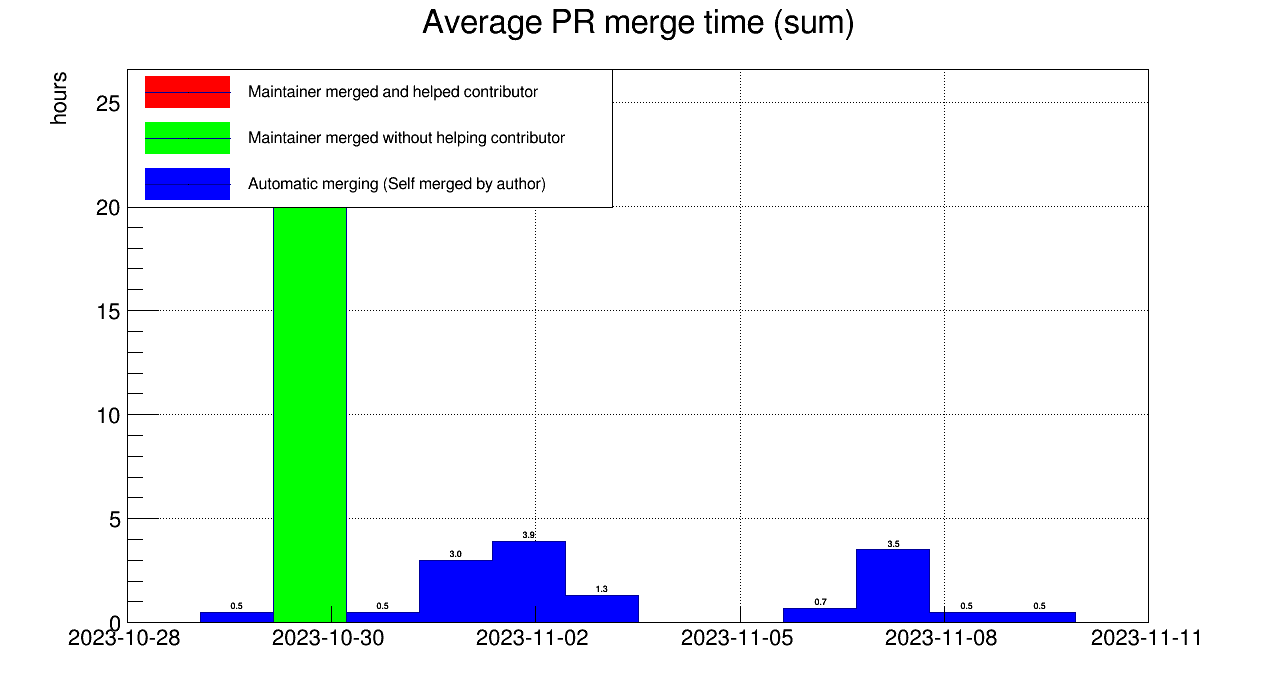 Average PR merge time (sum)
hours
Maintainer merged and helped contributor
Maintainer merged without helping contributor
Automatic merging (Self merged by author)
25
20
15
10
5
0
0.5
0.5
3.0
3.9
1.3
0.7
3.5
0.5
0.5
2023-10-28 2023-10-30 2023-11-02 2023-11-05 2023-11-08 2023-11-11